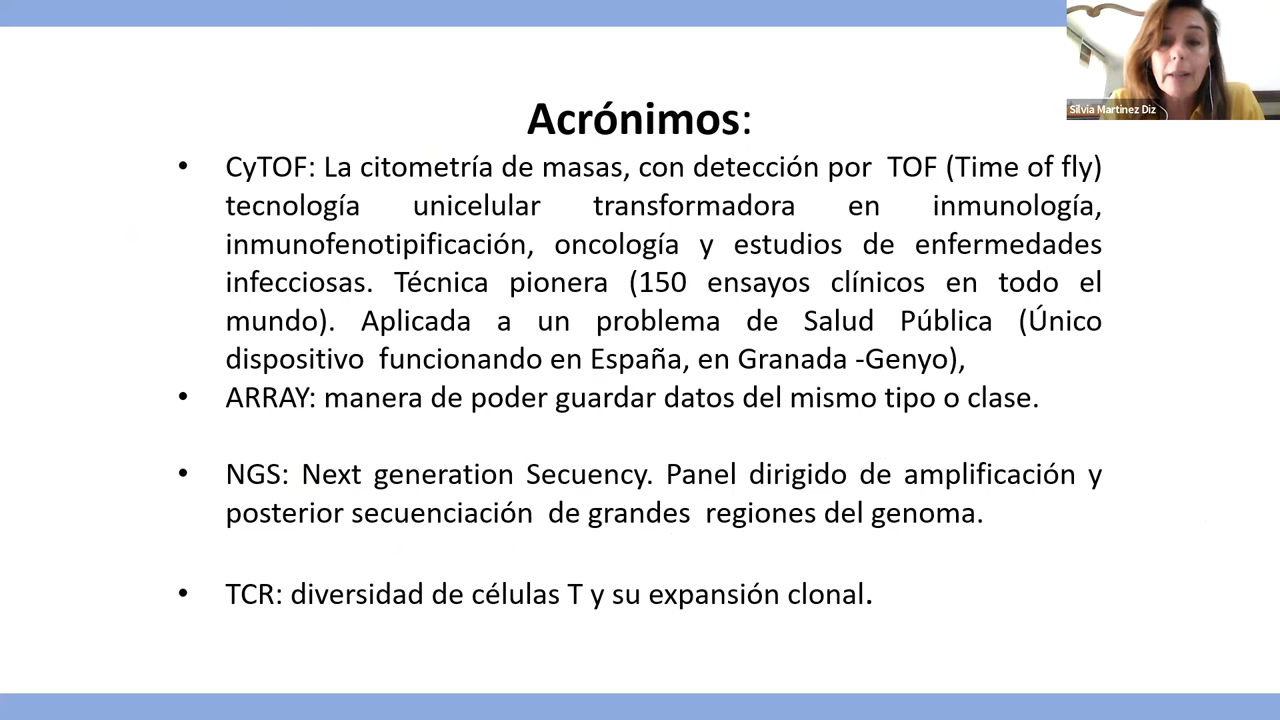 Silvia Martinez Diz
Acrónimos:
• CyTOF: La citometría de masas, con detección por TOF (Time of fly)
tecnología unicelular transformadora en inmunología,
inmunofenotipificación, oncología y estudios de enfermedades
infecciosas. Técnica pionera (150 ensayos clínicos en todo el
mundo). Aplicada a un problema de Salud Pública (Único
dispositivo funcionando en España, en Granada -Genyo),
• ARRAY: manera de poder guardar datos del mismo tipo o clase.
• NGS: Next generation Secuency. Panel dirigido de amplificación y
posterior secuenciación de grandes regiones del genoma.
• TCR: diversidad de células T y su expansión clonal.